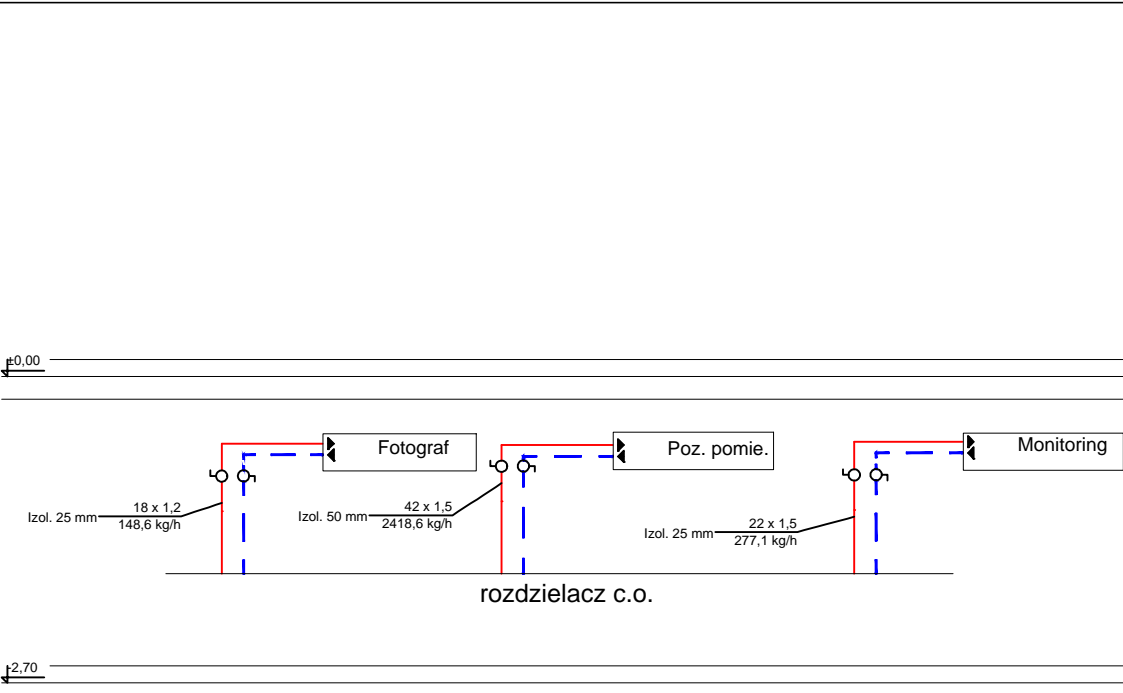 ±0,00
Fotograf
Poz. pomie.
Monitoring
Izol. 25 mm
18 x 1,2
148,6 kg/h
Izol. 50 mm
42 x 1,5
2418,6 kg/h
Izol. 25 mm
22 x 1,5
277,1 kg/h
rozdzielacz c.o.
-2,70